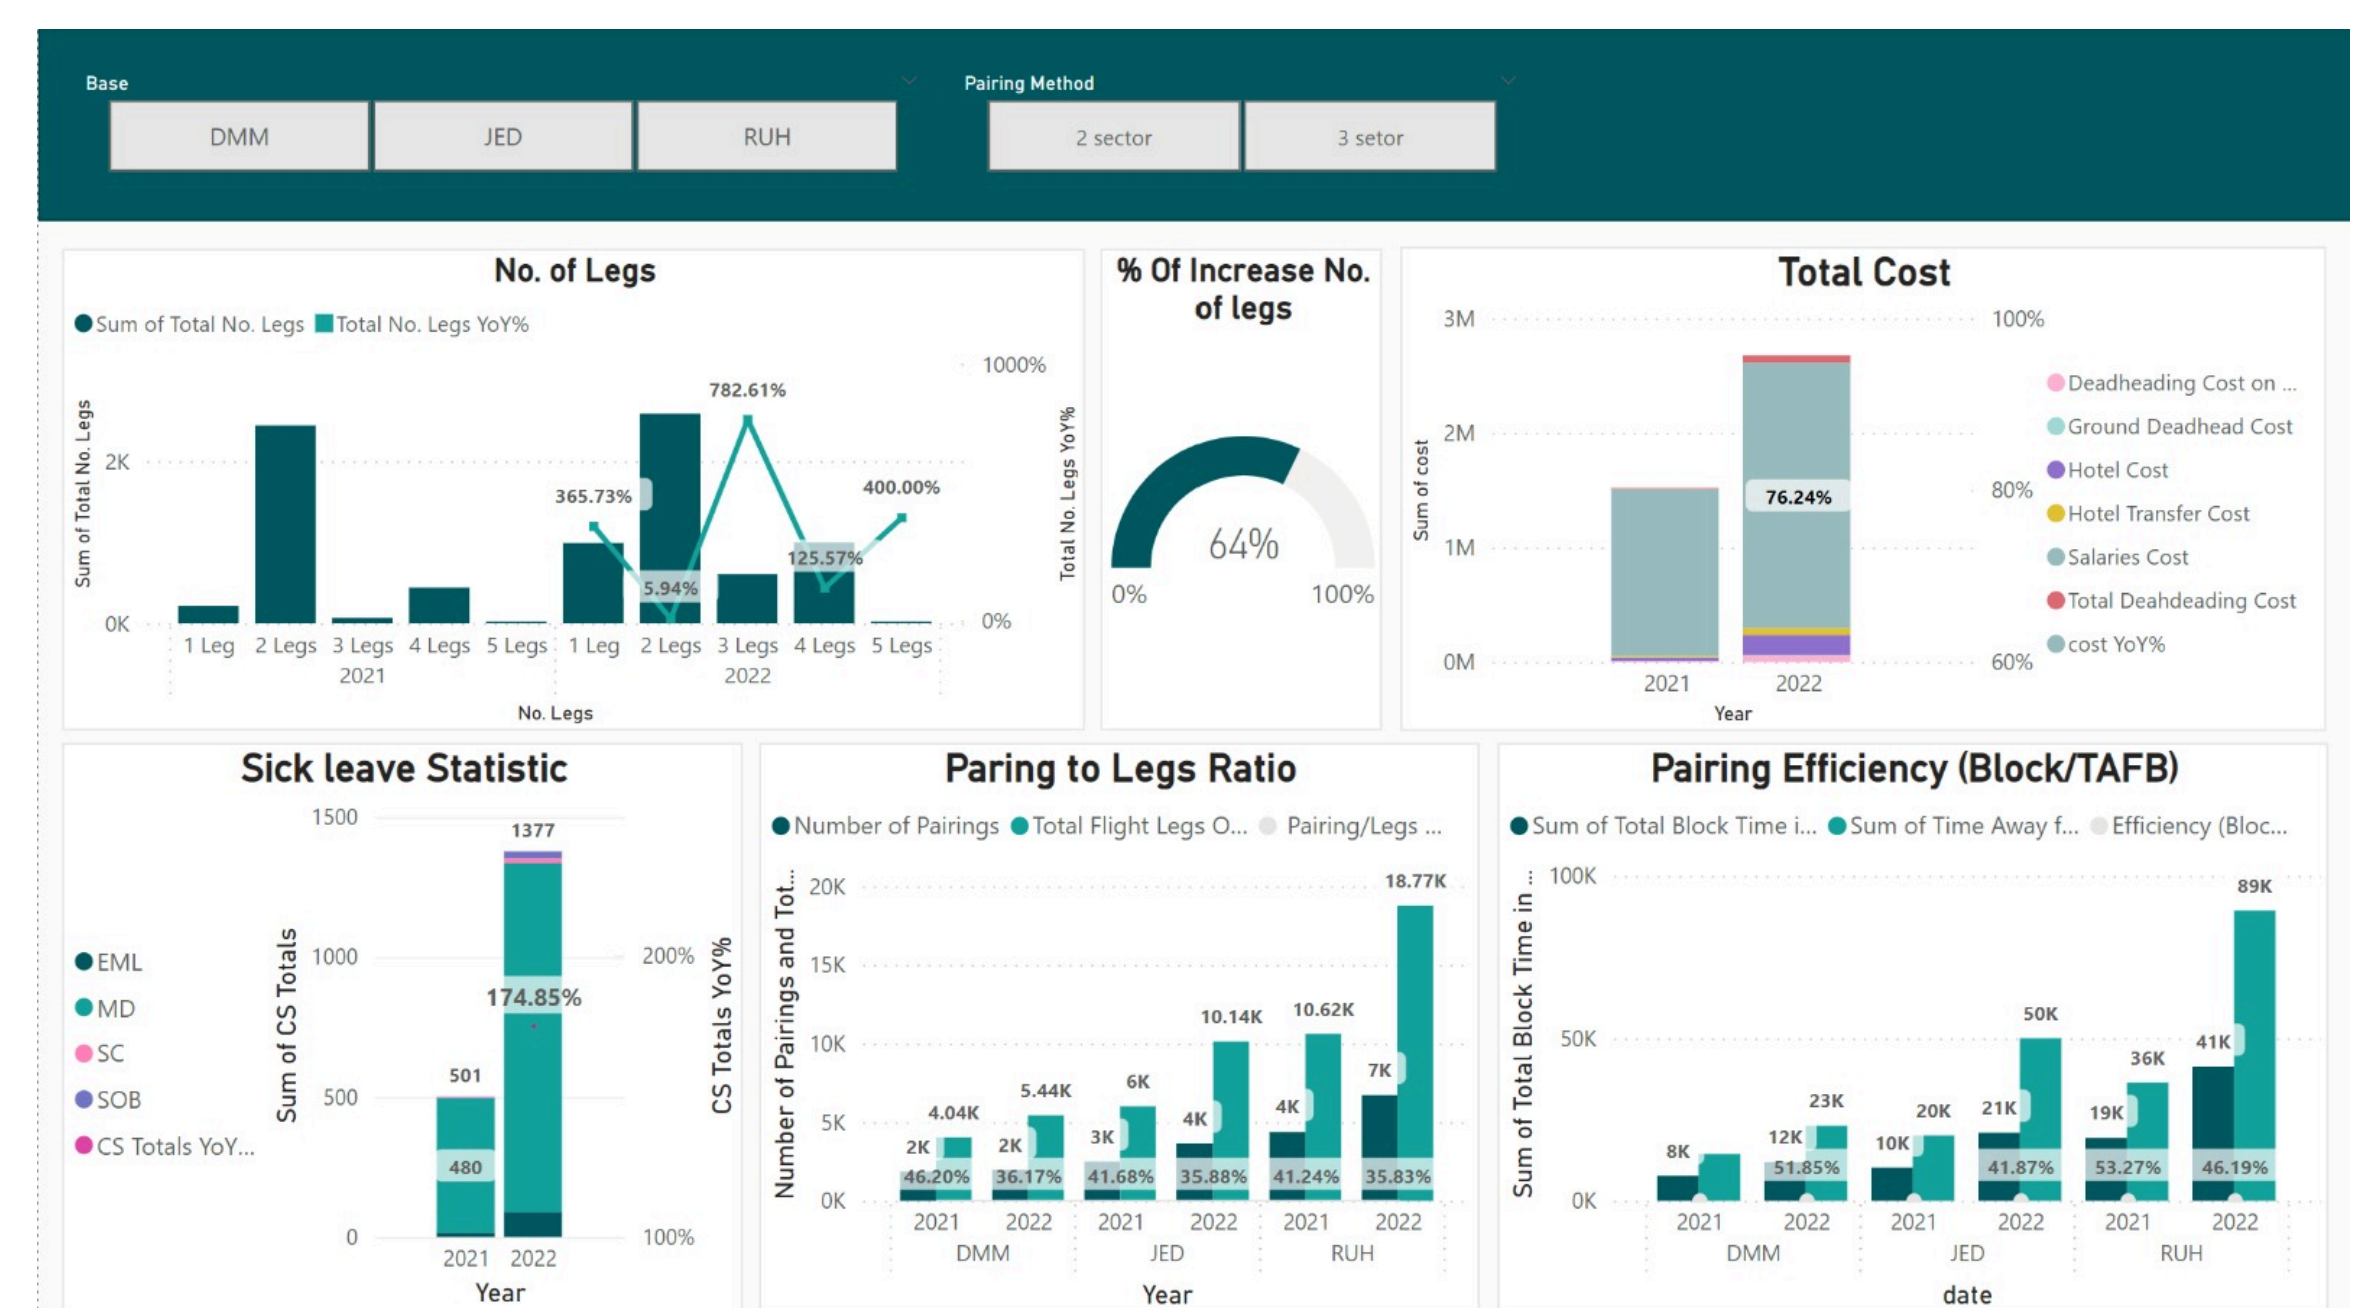 Base
Pairing Method
DMM JED RUH
2 sector 3 setor
No. of Legs
Sum of Total No. Legs Total No. Legs YoY%
Sum of Total No. Legs
2K
0K
365.73%
5.94%
782.61%
125.57%
400.00%
1000%
0%
Total No. Legs YoY%
1 Leg 2 Legs 3 Legs 4 Legs 5 Legs 1 Leg 2 Legs 3 Legs 4 Legs 5 Legs
2021 2022
No. Legs
% Of Increase No.
of legs
64%
0% 100%
Total Cost
Sum of cost
3M
2M
1M
0M
76.24%
100%
80%
60%
2021 2022
Year
Deadheading Cost on ...
Ground Deadhead Cost
Hotel Cost
Hotel Transfer Cost
Salaries Cost
Total Deahdeading Cost
cost YoY%
Sick leave Statistic
EML
MD
SC
SOB
CS Totals YoY...
Sum of CS Totals
1500
1000
500
0
501
480
1377
174.85%
200%
100%
CS Totals YoY%
2021 2022
Year
Paring to Legs Ratio
Number of Pairings Total Flight Legs O... Pairing/Legs ...
Number of Pairings and Tot...
20K
15K
10K
5K
0K
2K 4.04K 2K 5.44K 3K 6K 4K 10.14K 4K 10.62K 7K 18.77K
46.20% 36.17% 41.68% 35.88% 41.24% 35.83%
2021 2022 2021 2022 2021 2022
DMM JED RUH
Year
Pairing Efficiency (Block/TAFB)
Sum of Total Block Time i... Sum of Time Away f... Efficiency (Bloc...
Sum of Total Block Time in ...
100K
50K
0K
8K 12K 23K 10K 20K 21K 50K 19K 36K 41K 89K
51.85% 41.87% 53.27% 46.19%
2021 2022 2021 2022 2021 2022
DMM JED RUH
date